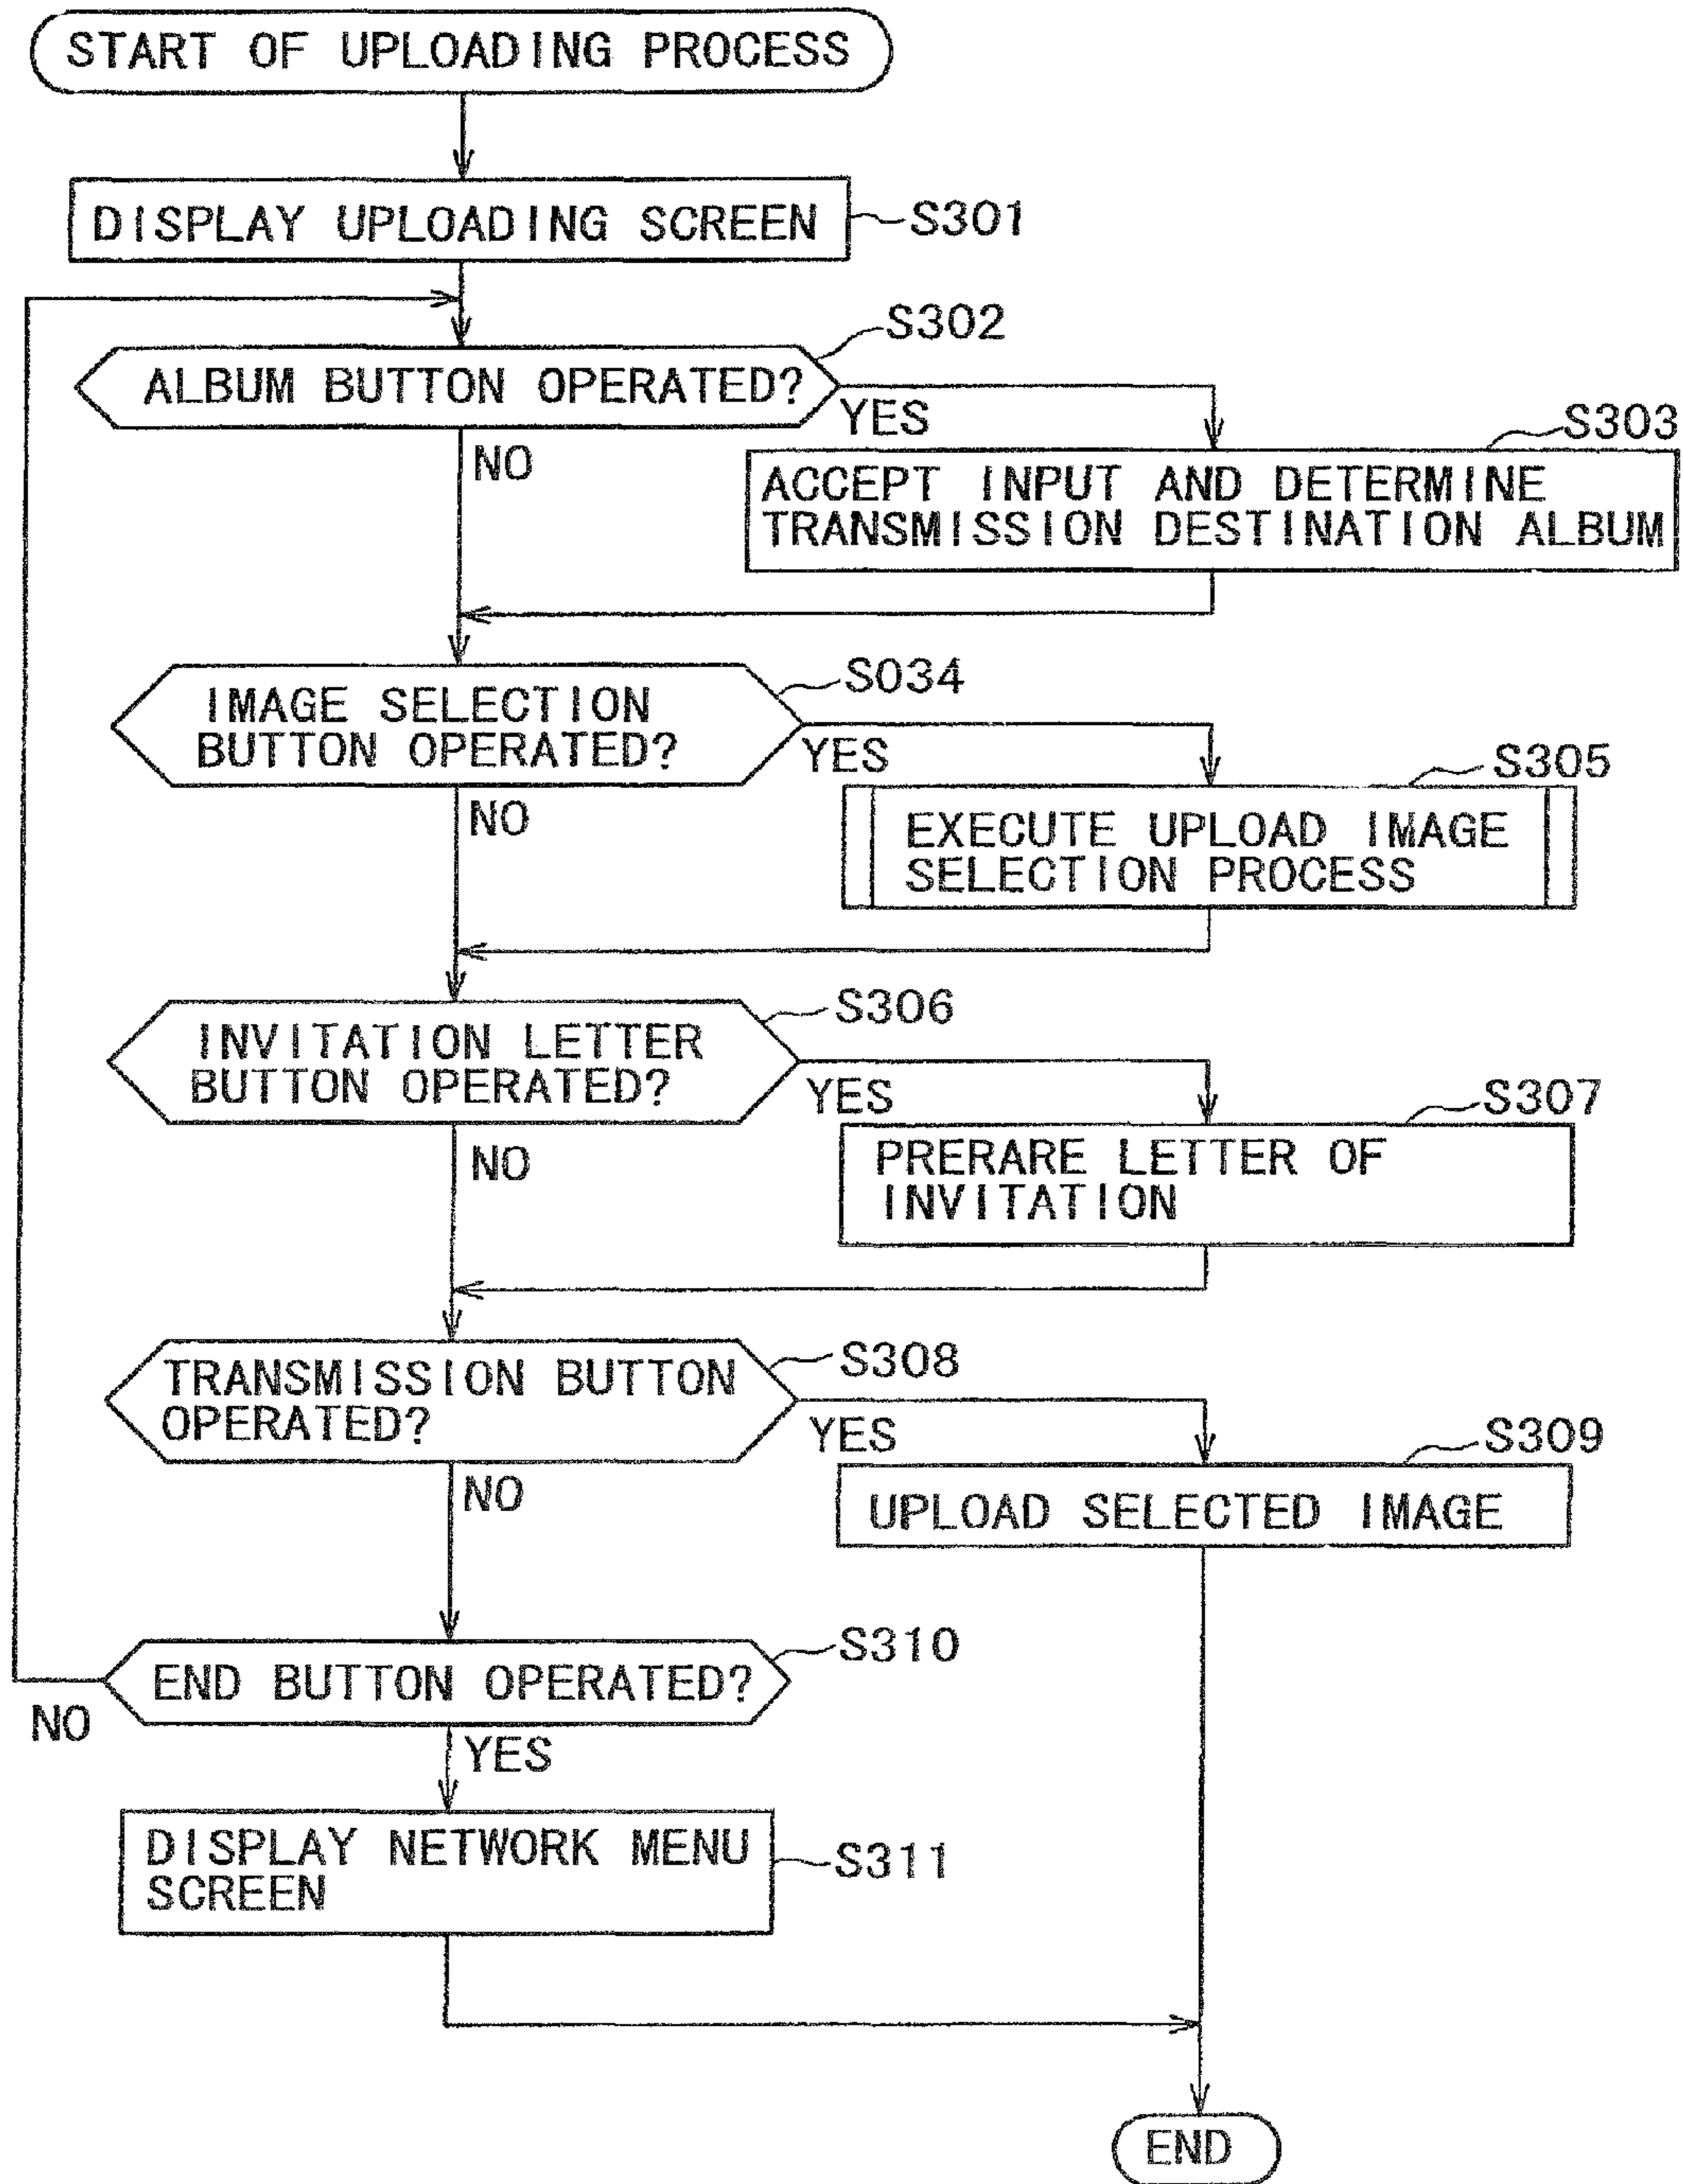 START OF UPLOADING PROCESS
DISPLAY UPLOADING SCREEN
S301
S302
ALBUM BUTTON OPERATED?
YES
NO
S303
ACCEPT INPUT AND DETERMINE
TRANSMISSION DESTINATION ALBUM
S034
IMAGE SELECTION
BUTTON OPERATED?
YES
NO
S305
EXECUTE UPLOAD IMAGE
SELECTION PROCESS
S306
INVITATION LETTER
BUTTON OPERATED?
YES
NO
S307
PRERARE LETTER OF
INVITATION
S308
TRANSMISSION BUTTON
OPERATED?
YES
NO
S309
UPLOAD SELECTED IMAGE
S310
END BUTTON OPERATED?
NO
YES
DISPLAY NETWORK MENU
SCREEN
S311
END